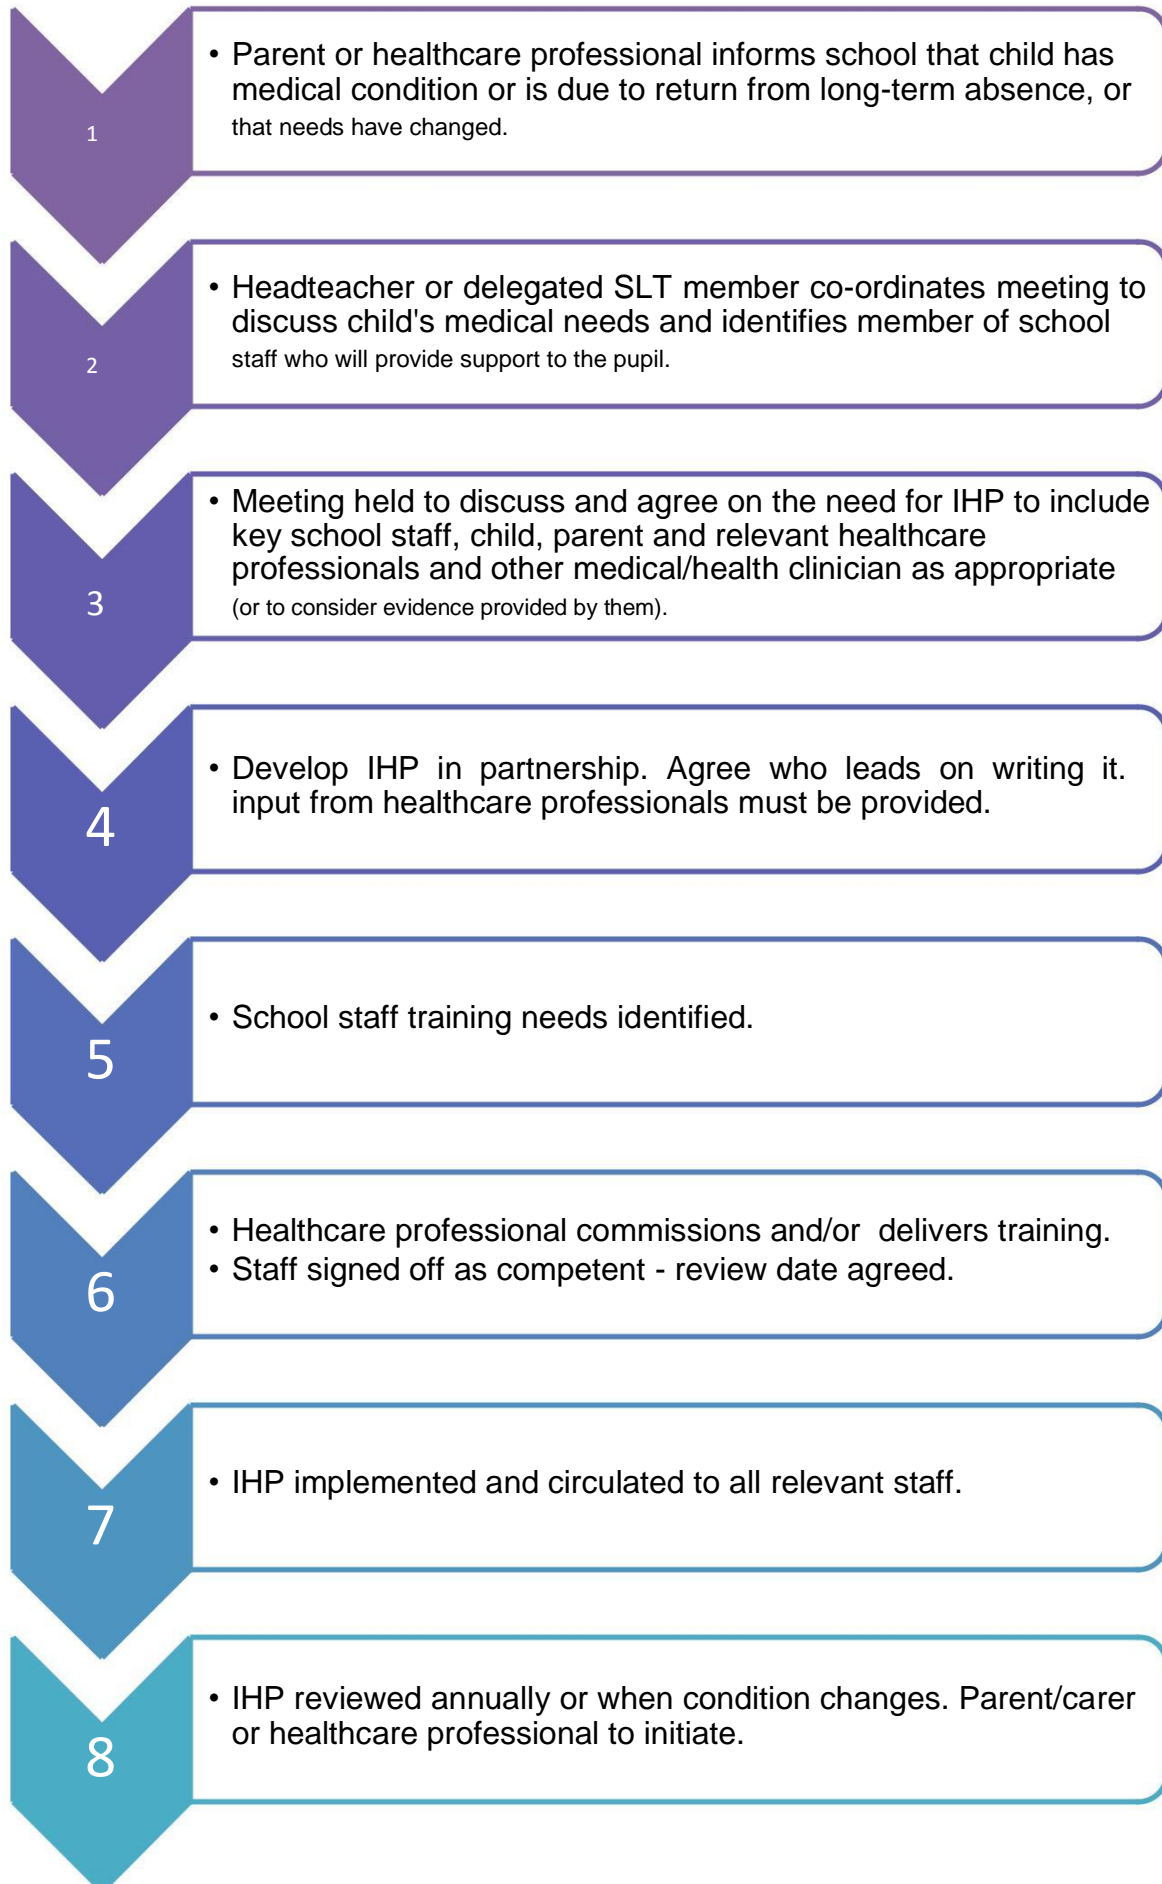 1
• Parent or healthcare professional informs school that child has
medical condition or is due to return from long-term absence, or
that needs have changed.
2
• Headteacher or delegated SLT member co-ordinates meeting to
discuss child's medical needs and identifies member of school
staff who will provide support to the pupil.
3
• Meeting held to discuss and agree on the need for IHP to include
key school staff, child, parent and relevant healthcare
professionals and other medical/health clinician as appropriate
(or to consider evidence provided by them).
4
• Develop IHP in partnership. Agree who leads on writing it.
input from healthcare professionals must be provided.
5
• School staff training needs identified.
6
• Healthcare professional commissions and/or delivers training.
• Staff signed off as competent - review date agreed.
7
• IHP implemented and circulated to all relevant staff.
8
• IHP reviewed annually or when condition changes. Parent/carer
or healthcare professional to initiate.